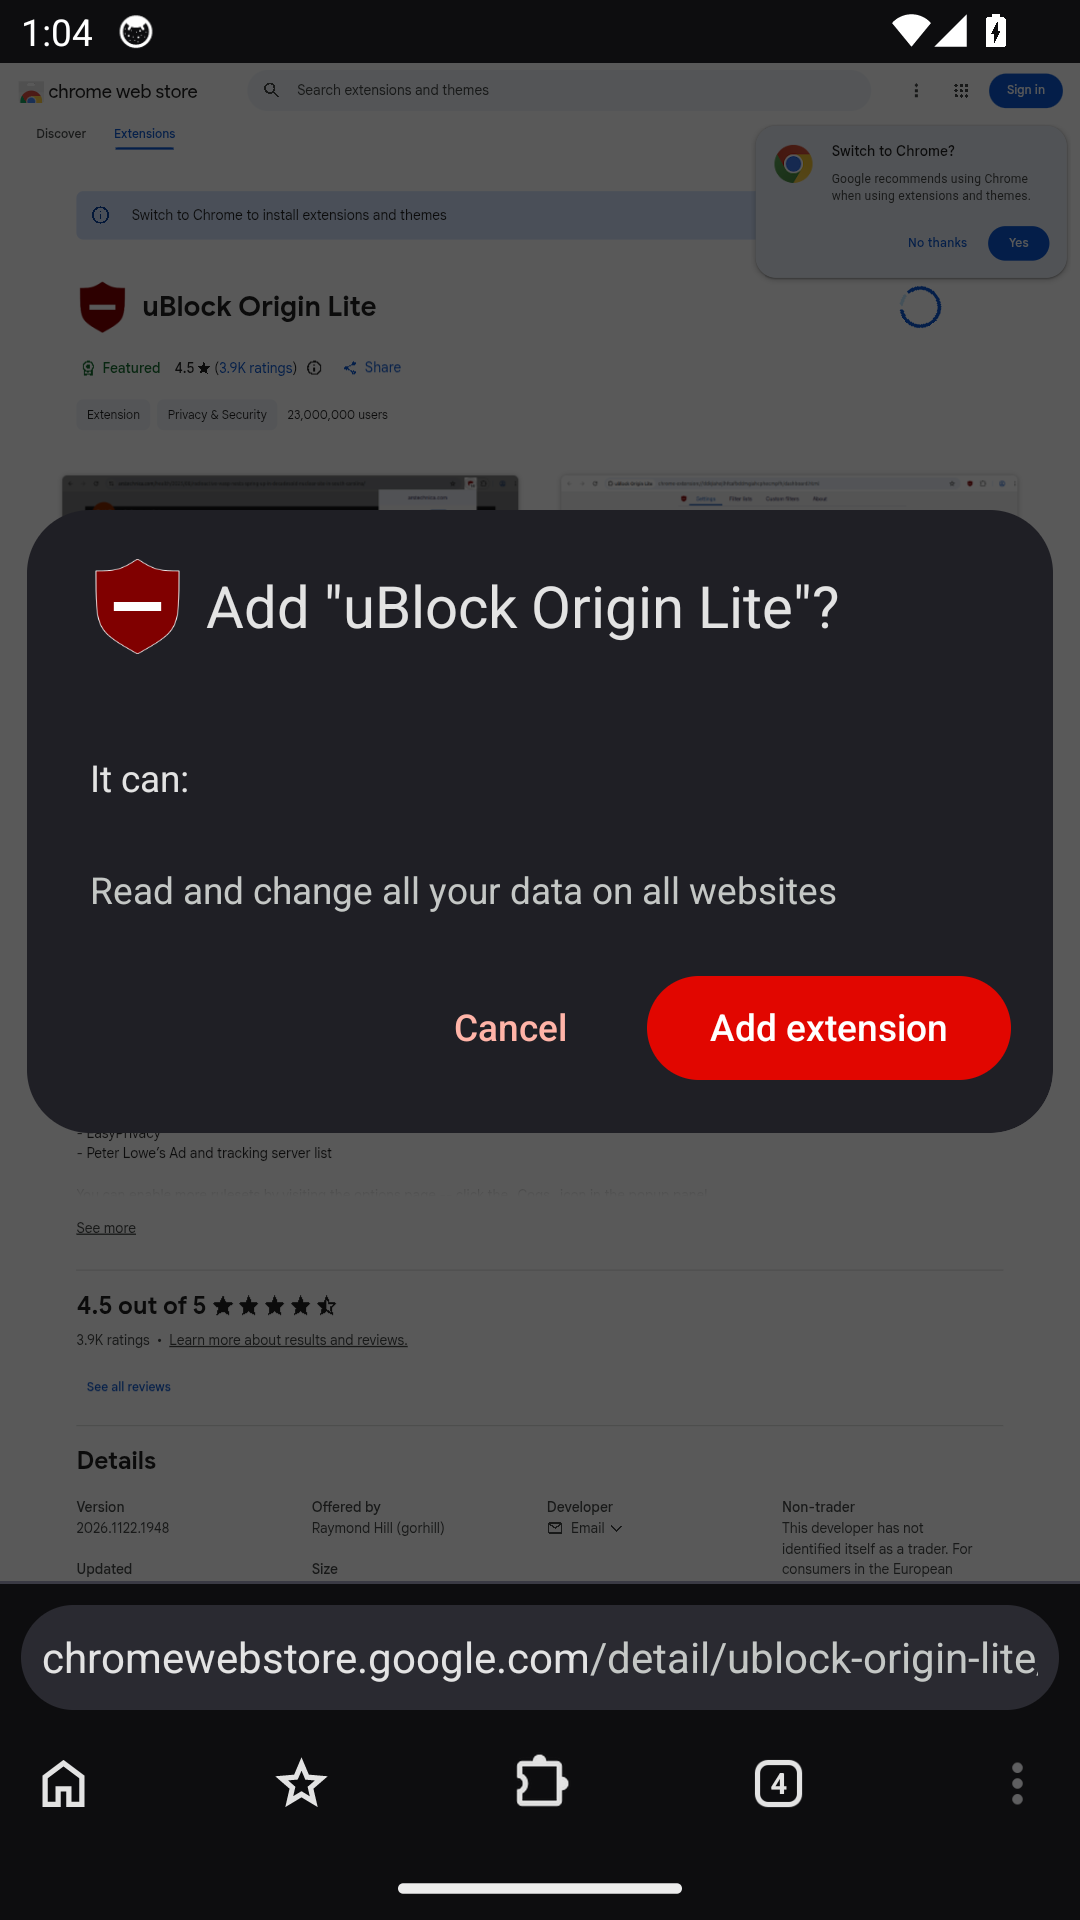 1:04
chrome web store
Search extensions and themes
Sign in
Discover
Extensions
Switch to Chrome?
Google recommends using Chrome
when using extensions and themes.
No thanks
Yes
Switch to Chrome to install extensions and themes
uBlock Origin Lite
Featured
4.5 ★ (3.9K ratings)
Share
Extension
Privacy & Security
23,000,000 users
Add "uBlock Origin Lite"?
It can:
Read and change all your data on all websites
Cancel
Add extension
- EasyPrivacy
- Peter Lowe's Ad and tracking server list
See more
4.5 out of 5
3.9K ratings • Learn more about results and reviews.
See all reviews
Details
Version
2026.1122.1948
Offered by
Raymond Hill (gorhill)
Developer
Email
Non-trader
This developer has not
identified itself as a trader. For
consumers in the European
Updated
Size
chromewebstore.google.com/detail/ublock-origin-lite
4